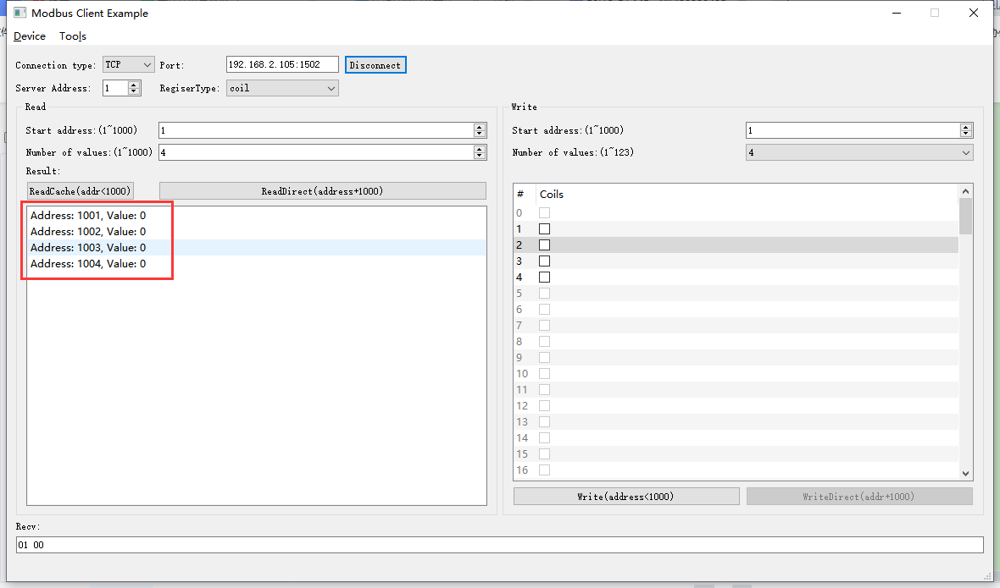 Modbus Client Example
Device Tools
Connection type: TCP Port: 192.168.2.105:1502 Disconnect
Server Address: 1 RegiserType: coil
Read
Start address:(1~1000) 1
Number of values:(1~1000) 4
Result:
ReadCache(addr<1000) ReadDirect(address+1000)
Address: 1001, Value: 0
Address: 1002, Value: 0
Address: 1003, Value: 0
Address: 1004, Value: 0
Write
Start address:(1~1000) 1
Number of values:(1~123) 4
# Coils
0
1
2
3
4
5
6
7
8
9
10
11
12
13
14
15
16
Write(address<1000) WriteDirect(addr+1000)
Recv:
01 00